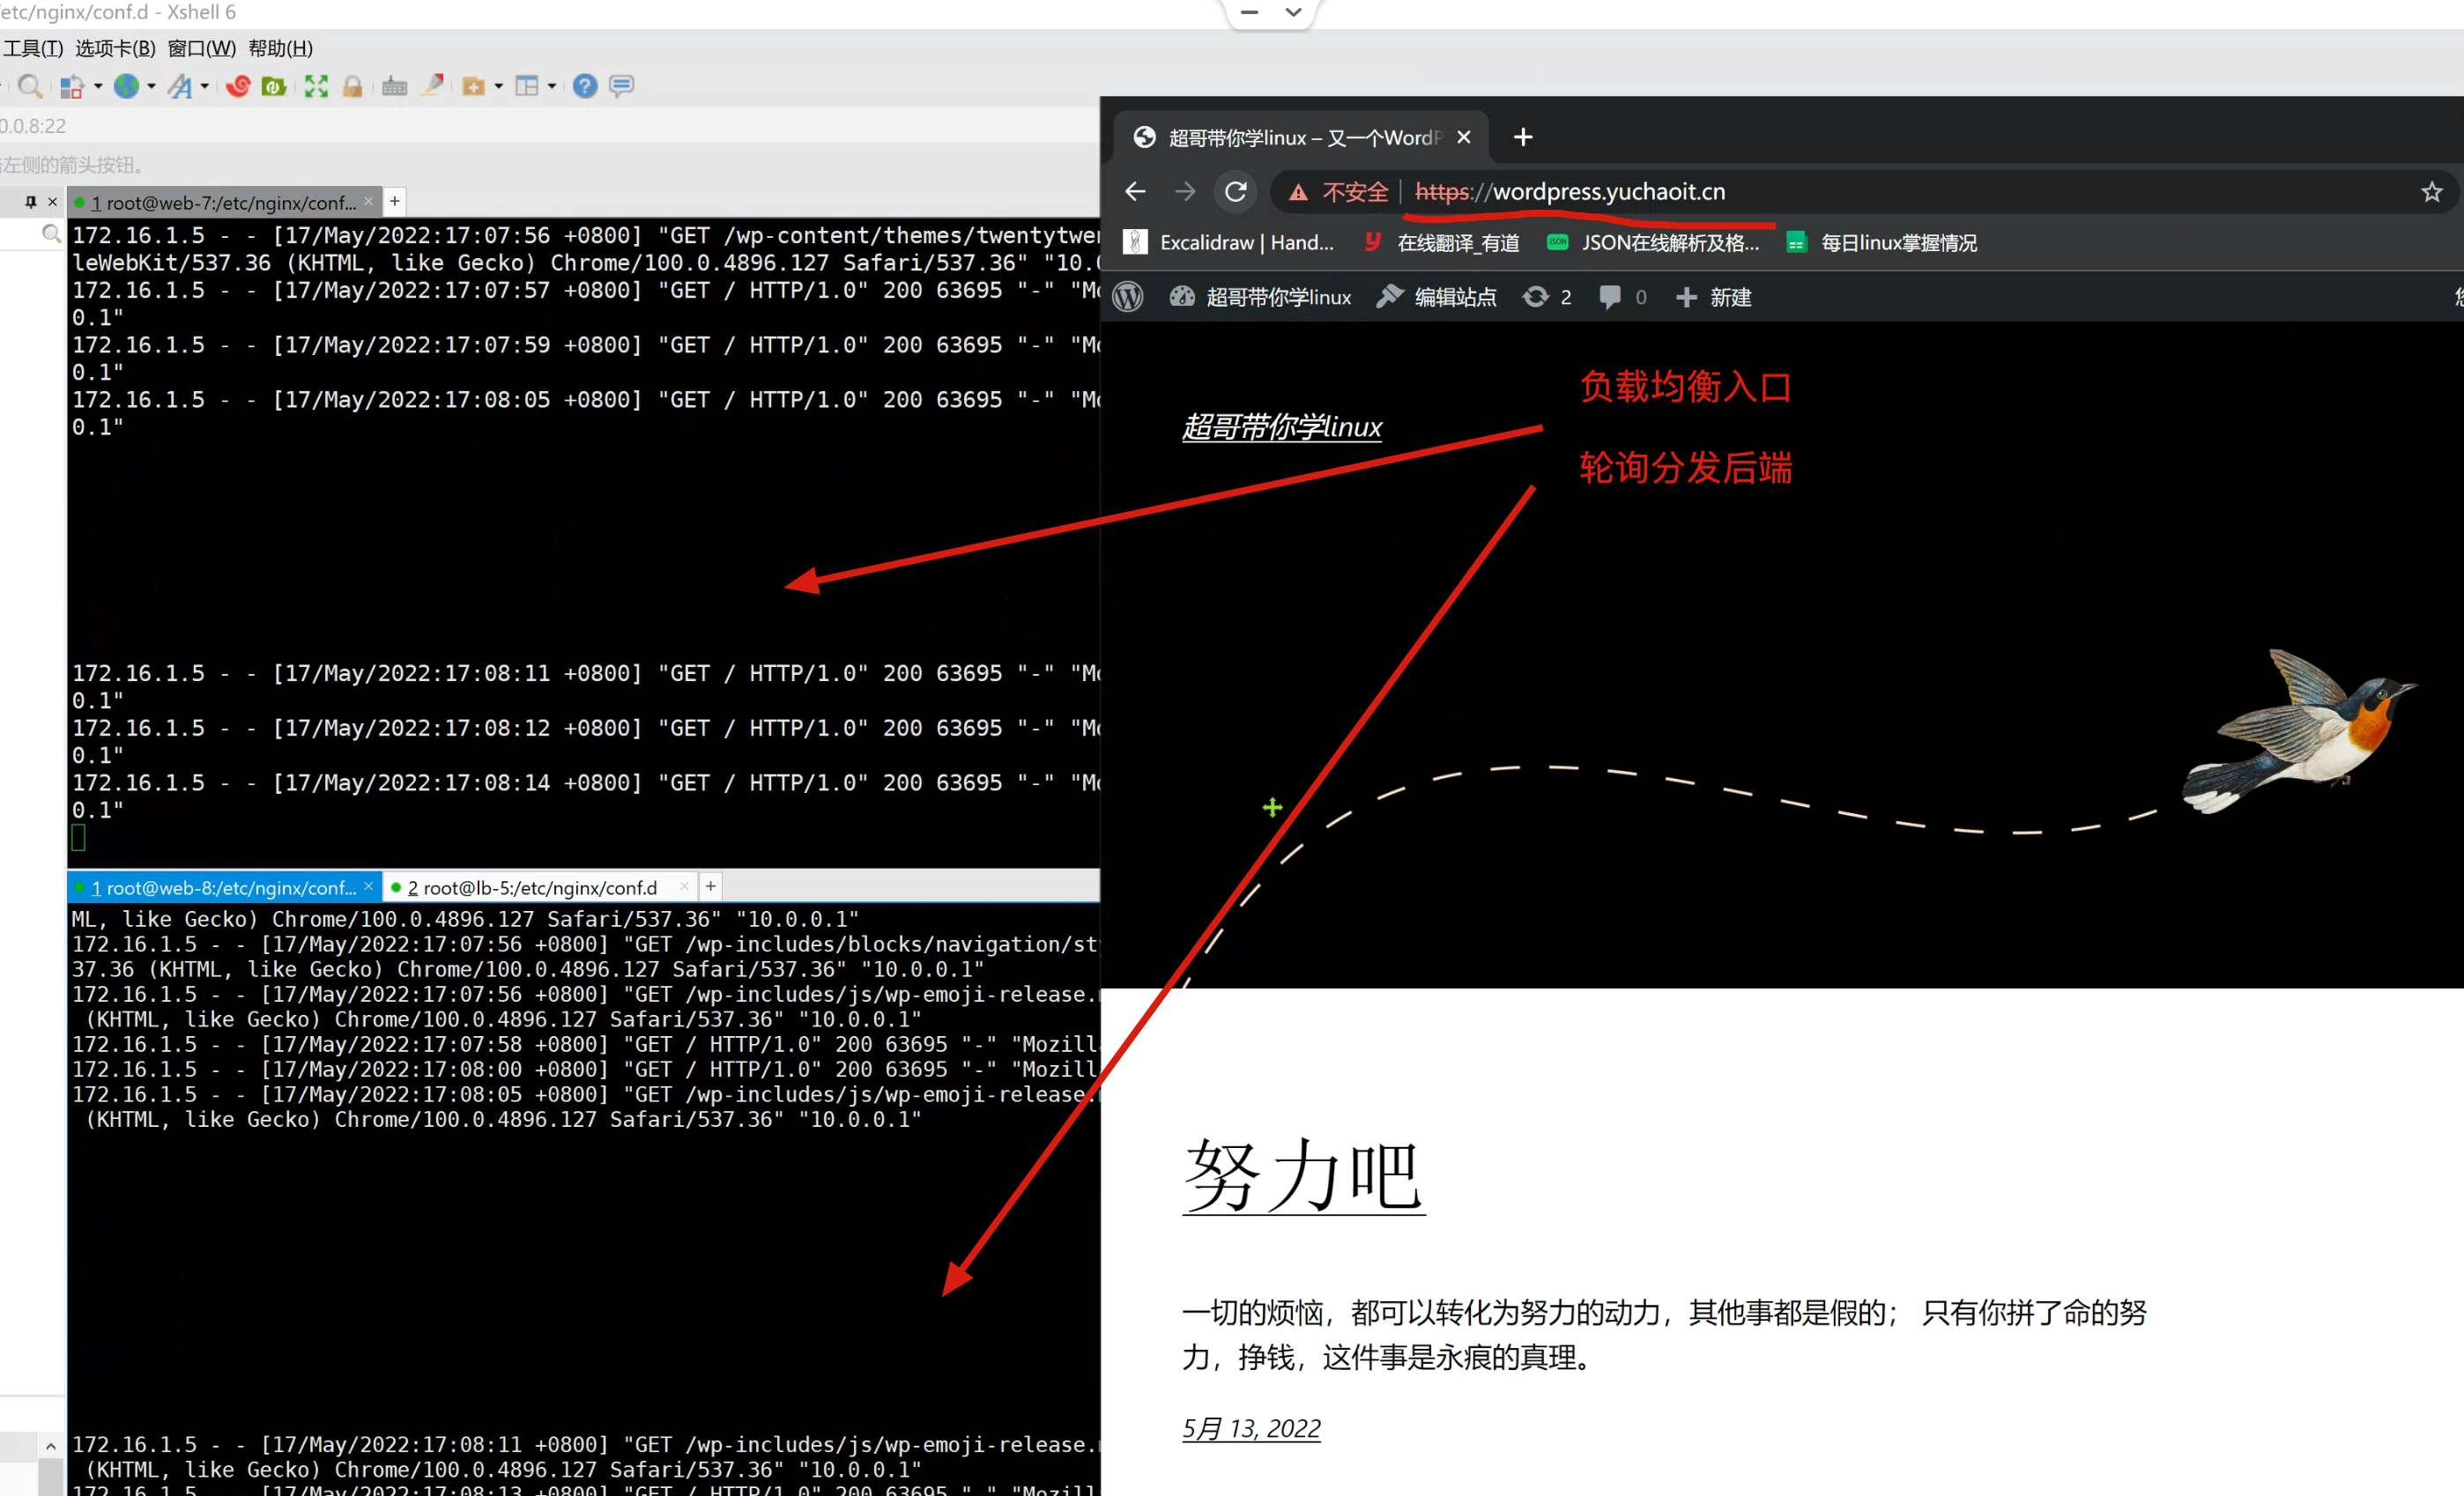 etc/nginx/conf.d - Xshell 6
工具(T) 选项卡(B) 窗口(W) 帮助(H)
0.0.8:22
左侧的箭头按钮。
1 root@web-7:/etc/nginx/conf...
172.16.1.5 - - [17/May/2022:17:07:56 +0800] "GET /wp-content/themes/twentytwe
leWebKit/537.36 (KHTML, like Gecko) Chrome/100.0.4896.127 Safari/537.36" "10.0
172.16.1.5 - - [17/May/2022:17:07:57 +0800] "GET / HTTP/1.0" 200 63695 "-" "Mo
0.1"
172.16.1.5 - - [17/May/2022:17:07:59 +0800] "GET / HTTP/1.0" 200 63695 "-" "Mo
0.1"
172.16.1.5 - - [17/May/2022:17:08:05 +0800] "GET / HTTP/1.0" 200 63695 "-" "Mo
0.1"
172.16.1.5 - - [17/May/2022:17:08:11 +0800] "GET / HTTP/1.0" 200 63695 "-" "Mo
0.1"
172.16.1.5 - - [17/May/2022:17:08:12 +0800] "GET / HTTP/1.0" 200 63695 "-" "Mo
0.1"
172.16.1.5 - - [17/May/2022:17:08:14 +0800] "GET / HTTP/1.0" 200 63695 "-" "Mo
0.1"
1 root@web-8:/etc/nginx/conf... 2 root@lb-5:/etc/nginx/conf.d
ML, like Gecko) Chrome/100.0.4896.127 Safari/537.36" "10.0.0.1"
172.16.1.5 - - [17/May/2022:17:07:56 +0800] "GET /wp-includes/blocks/navigation/st
37.36 (KHTML, like Gecko) Chrome/100.0.4896.127 Safari/537.36" "10.0.0.1"
172.16.1.5 - - [17/May/2022:17:07:56 +0800] "GET /wp-includes/js/wp-emoji-release.
(KHTML, like Gecko) Chrome/100.0.4896.127 Safari/537.36" "10.0.0.1"
172.16.1.5 - - [17/May/2022:17:07:58 +0800] "GET / HTTP/1.0" 200 63695 "-" "Mozill
172.16.1.5 - - [17/May/2022:17:08:00 +0800] "GET / HTTP/1.0" 200 63695 "-" "Mozill
172.16.1.5 - - [17/May/2022:17:08:05 +0800] "GET /wp-includes/js/wp-emoji-release.
(KHTML, like Gecko) Chrome/100.0.4896.127 Safari/537.36" "10.0.0.1"
172.16.1.5 - - [17/May/2022:17:08:11 +0800] "GET /wp-includes/js/wp-emoji-release.
(KHTML, like Gecko) Chrome/100.0.4896.127 Safari/537.36" "10.0.0.1"
172.16.1.5 - - [17/May/2022:17:08:13 +0800] "GET / HTTP/1.0" 200 63695 "-" "Mozill
超哥带你学linux – 又一个WordP
不安全 | https://wordpress.yuchaoit.cn
Excalidraw | Hand... 在线翻译_有道 JSON JSON在线解析及格... 每日linux掌握情况
超哥带你学linux 编辑站点 2 0 新建
负载均衡入口
超哥带你学linux
轮询分发后端
努力吧
一切的烦恼，都可以转化为努力的动力，其他事都是假的； 只有你拼了命的努
力，挣钱，这件事是永痕的真理。
5月 13, 2022